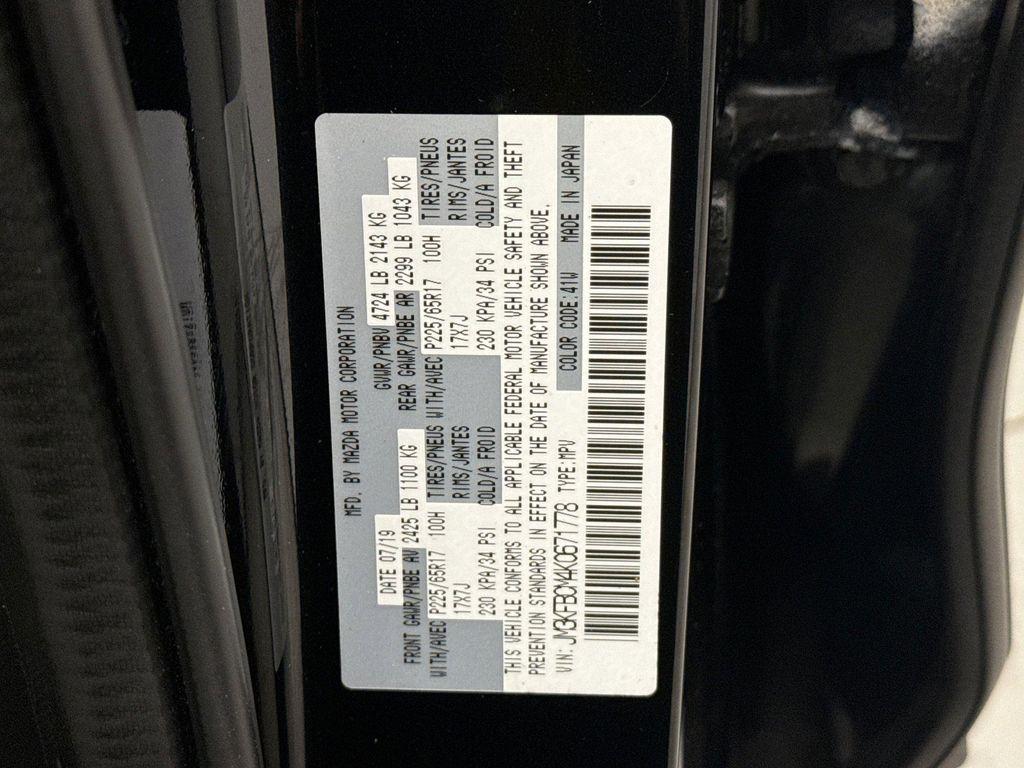 MFD. BY MAZDA MOTOR CORPORATION
DATE 07/19 GVWR/PNBV 4724 LB 2143 KG
FRONT GAWR/PNBE AV 2425 LB 1100 KG REAR GAWR/PNBE AR 2299 LB 1043 KG
WITH/AVEC P225/65R17 100H TIRES/PNEUS WITH/AVEC P225/65R17 100H TIRES/PNEUS
17X7J RIMS/JANTES 17X7J RIMS/JANTES
230 KPA/34 PSI COLD/A FROID 230 KPA/34 PSI COLD/A FROID
THIS VEHICLE CONFORMS TO ALL APPLICABLE FEDERAL MOTOR VEHICLE SAFETY AND THEFT
PREVENTION STANDARDS IN EFFECT ON THE DATE OF MANUFACTURE SHOWN ABOVE.
VIN: JM3KFBCM4K0671778 TYPE:MPV COLOR CODE:41W MADE IN JAPAN